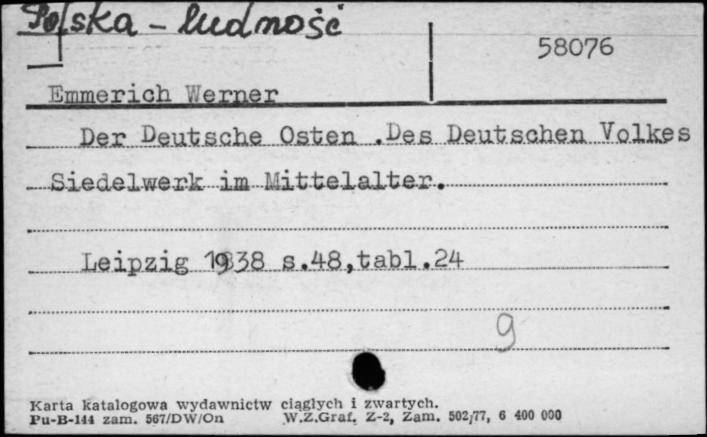 Polska - ludność
58076
Emmerich Werner
Der Deutsche Osten .Des Deutschen Volkes
Siedelwerk im Mittelalter.
Leipzig 1938 s.48,tabl.24
9
Karta katalogowa wydawnictw ciągłych i zwartych.
Pu-B-144 zam. 567/DW/On W.Z.Graf. Z-2, Zam. 502/77, 6 400 000